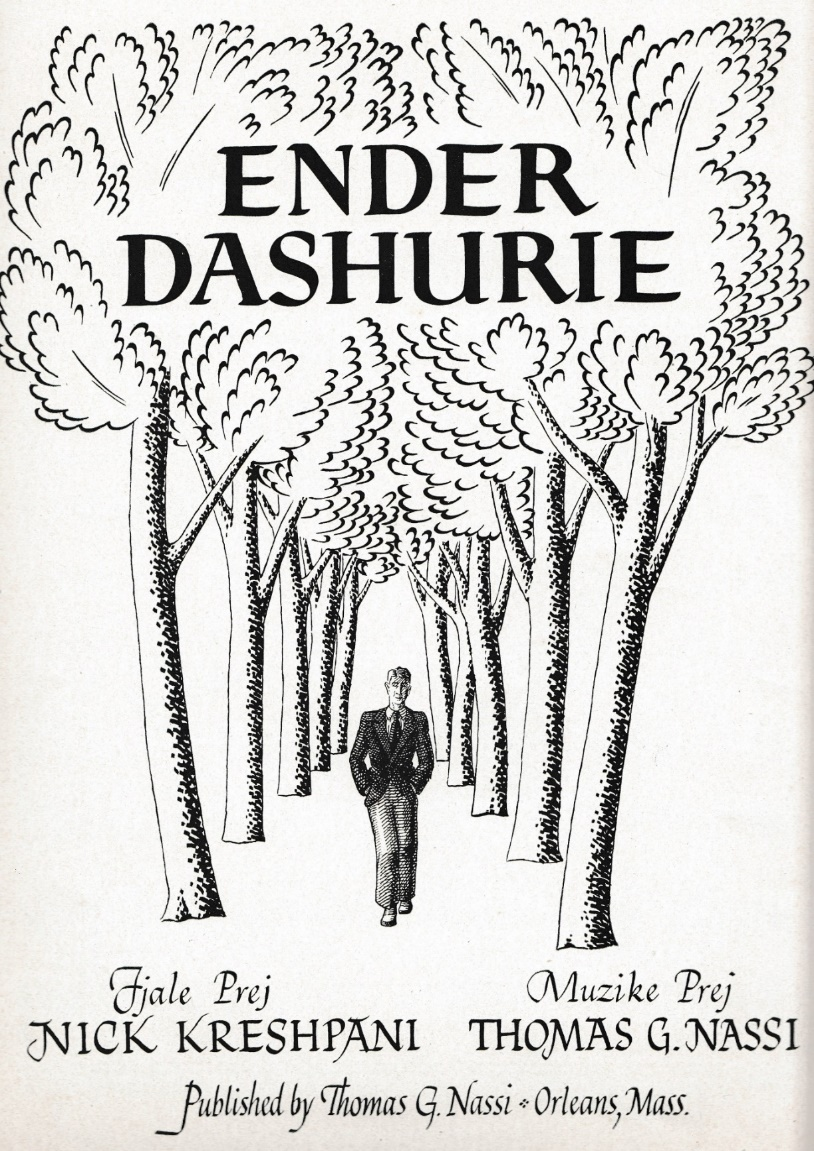 ENDER
DASHURIE
Fjale Prej
NICK KRESHPANI
Muzike Prej
THOMAS G. NASSI
Published by Thomas G. Nassi ⁘ Orleans, Mass.